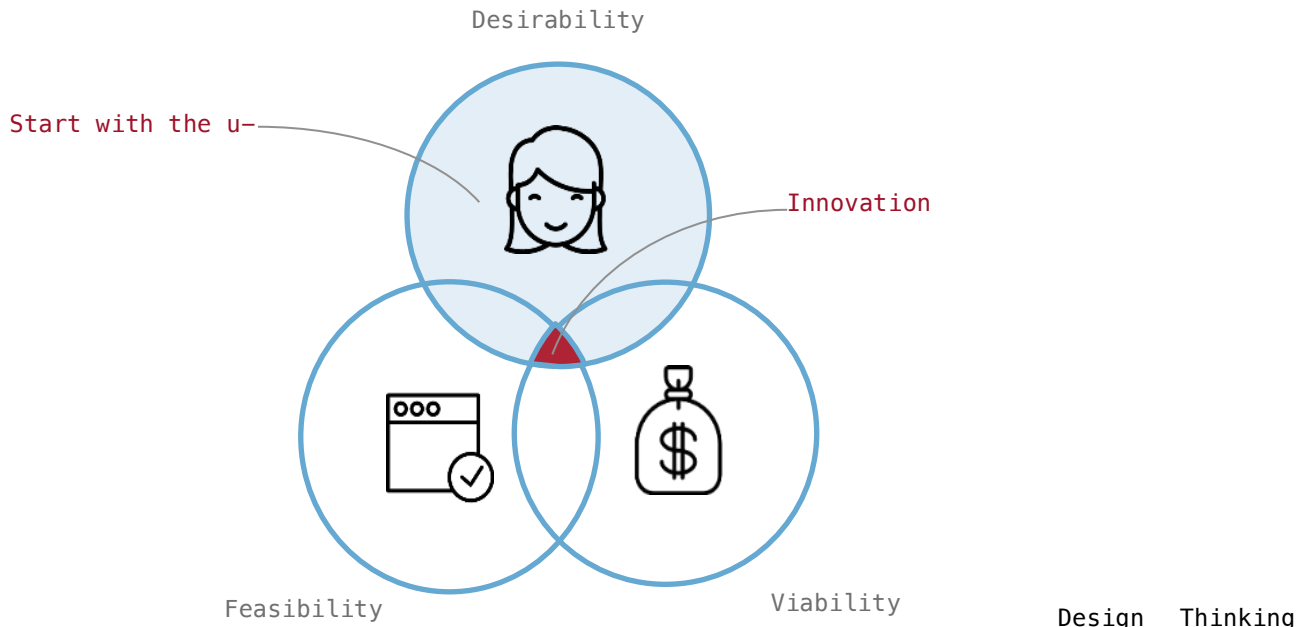 Desirability
Start with the u-
Innovation
Feasibility
Viability
Design Thinking